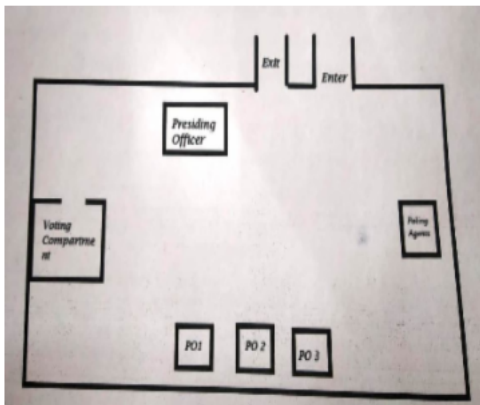 Exit
Enter
Presiding
Officer
Voting
Compartme
nt
Poling
Agents
PO1
PO 2
PO 3